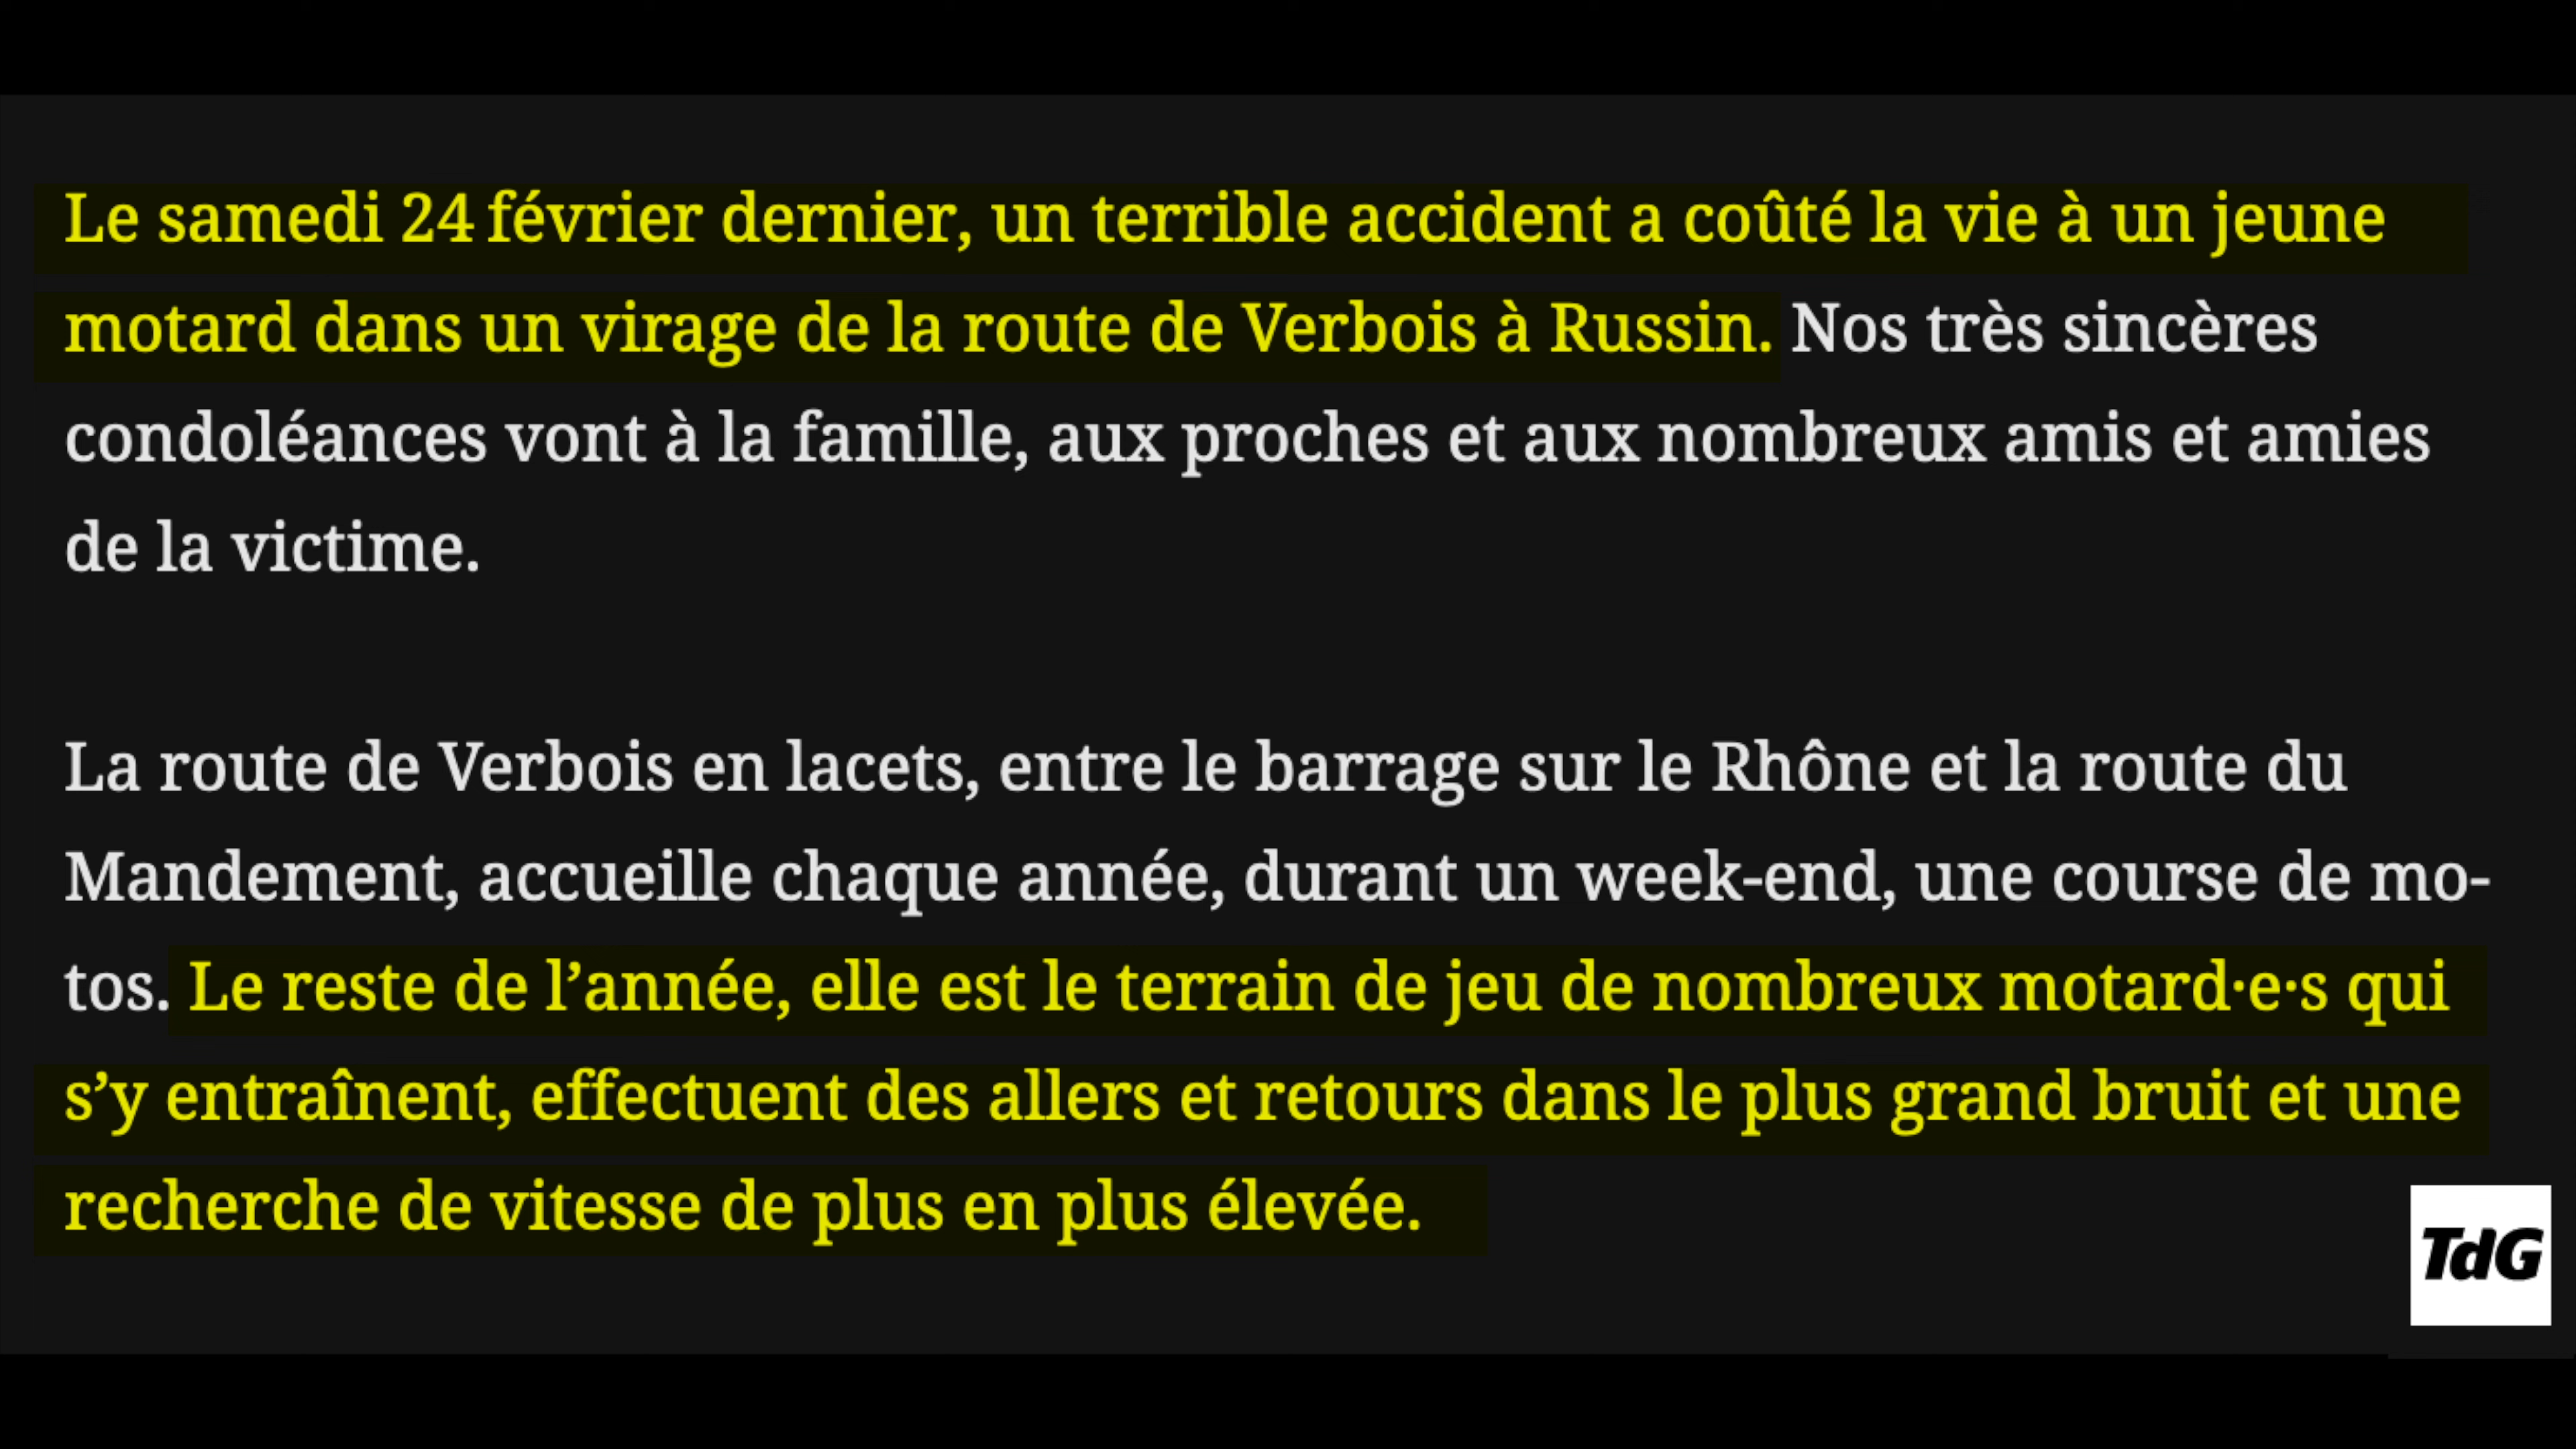 Le samedi 24 février dernier, un terrible accident a coûté la vie à un jeune
motard dans un virage de la route de Verbois à Russin. Nos très sincères
condoléances vont à la famille, aux proches et aux nombreux amis et amies
de la victime.
La route de Verbois en lacets, entre le barrage sur le Rhône et la route du
Mandement, accueille chaque année, durant un week-end, une course de mo-
tos. Le reste de l’année, elle est le terrain de jeu de nombreux motard·e·s qui
s’y entraînent, effectuent des allers et retours dans le plus grand bruit et une
recherche de vitesse de plus en plus élevée.
TdG